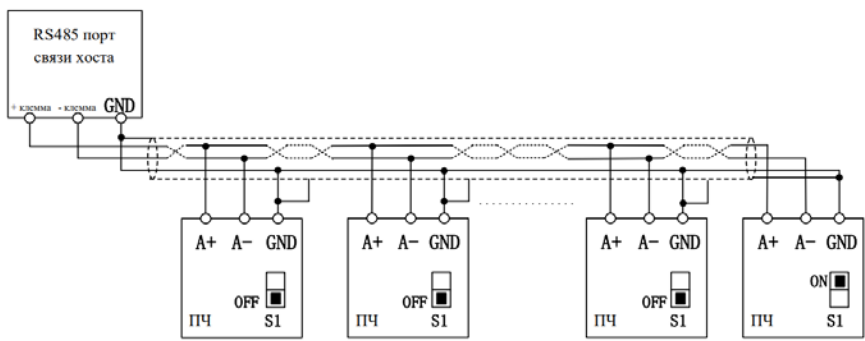 RS485 порт
связи хоста
+ клемма - клемма GND
A+ A- GND A+ A- GND A+ A- GND A+ A- GND
OFF OFF OFF ON
ПЧ S1 ПЧ S1 ПЧ S1 ПЧ S1